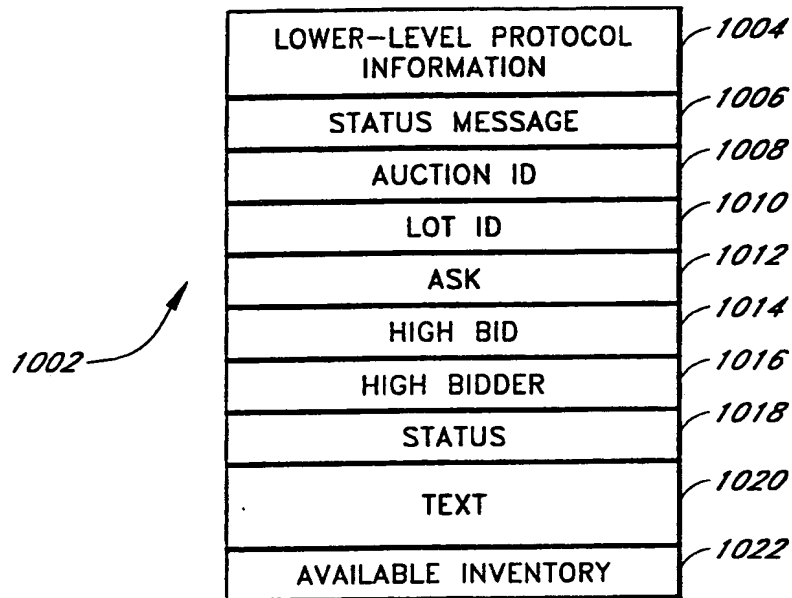 LOWER-LEVEL PROTOCOL
INFORMATION
1004
STATUS MESSAGE
1006
AUCTION ID
1008
LOT ID
1010
ASK
1012
HIGH BID
1014
HIGH BIDDER
1016
STATUS
1018
TEXT
1020
AVAILABLE INVENTORY
1022
1002